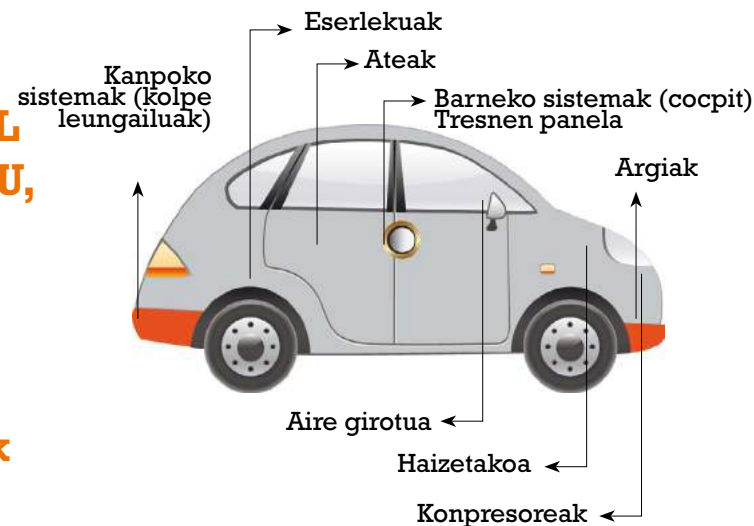 Eserlekuak
Ateak
Kanpoko
sistemak (kolpe
leungailuak)
Barneko sistemak (cocpit)
Tresnen panela
Argiak
L
U,
Aire girotua
k
Haizetakoa
Konpresoreak